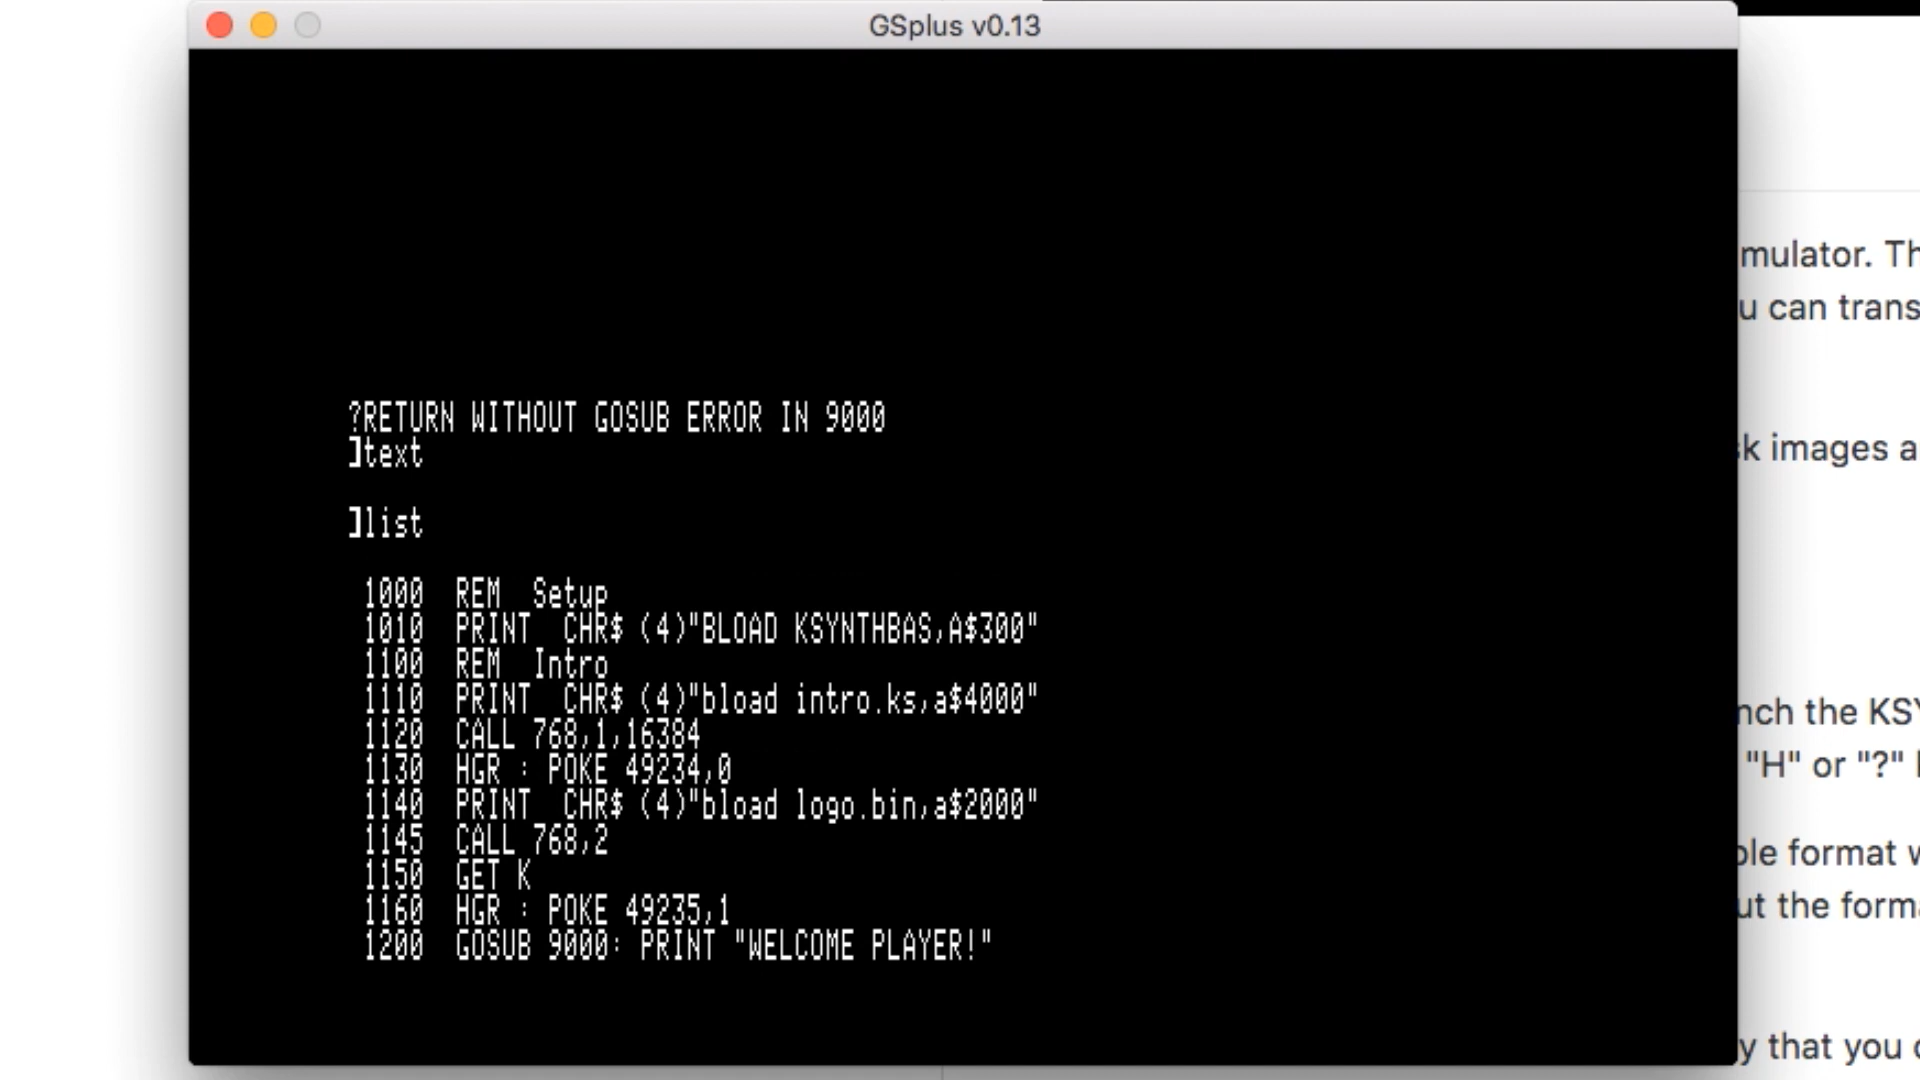 GSplus v0.13
?RETURN WITHOUT GOSUB ERROR IN 9000
]text
]list
1000 REM Setup
1010 PRINT CHR$ (4)"BLOAD KSYNTHBAS,A$300"
1100 REM Intro
1110 PRINT CHR$ (4)"bload intro.ks,a$4000"
1120 CALL 768,1,16384
1130 HGR : POKE 49234,0
1140 PRINT CHR$ (4)"bload logo.bin,a$2000"
1145 CALL 768,2
1150 GET K
1160 HGR : POKE 49235,1
1200 GOSUB 9000: PRINT "WELCOME PLAYER!"
mulator. Th
u can trans
k images a
nch the KSY
"H" or "?"
ble format w
ut the forma
y that you